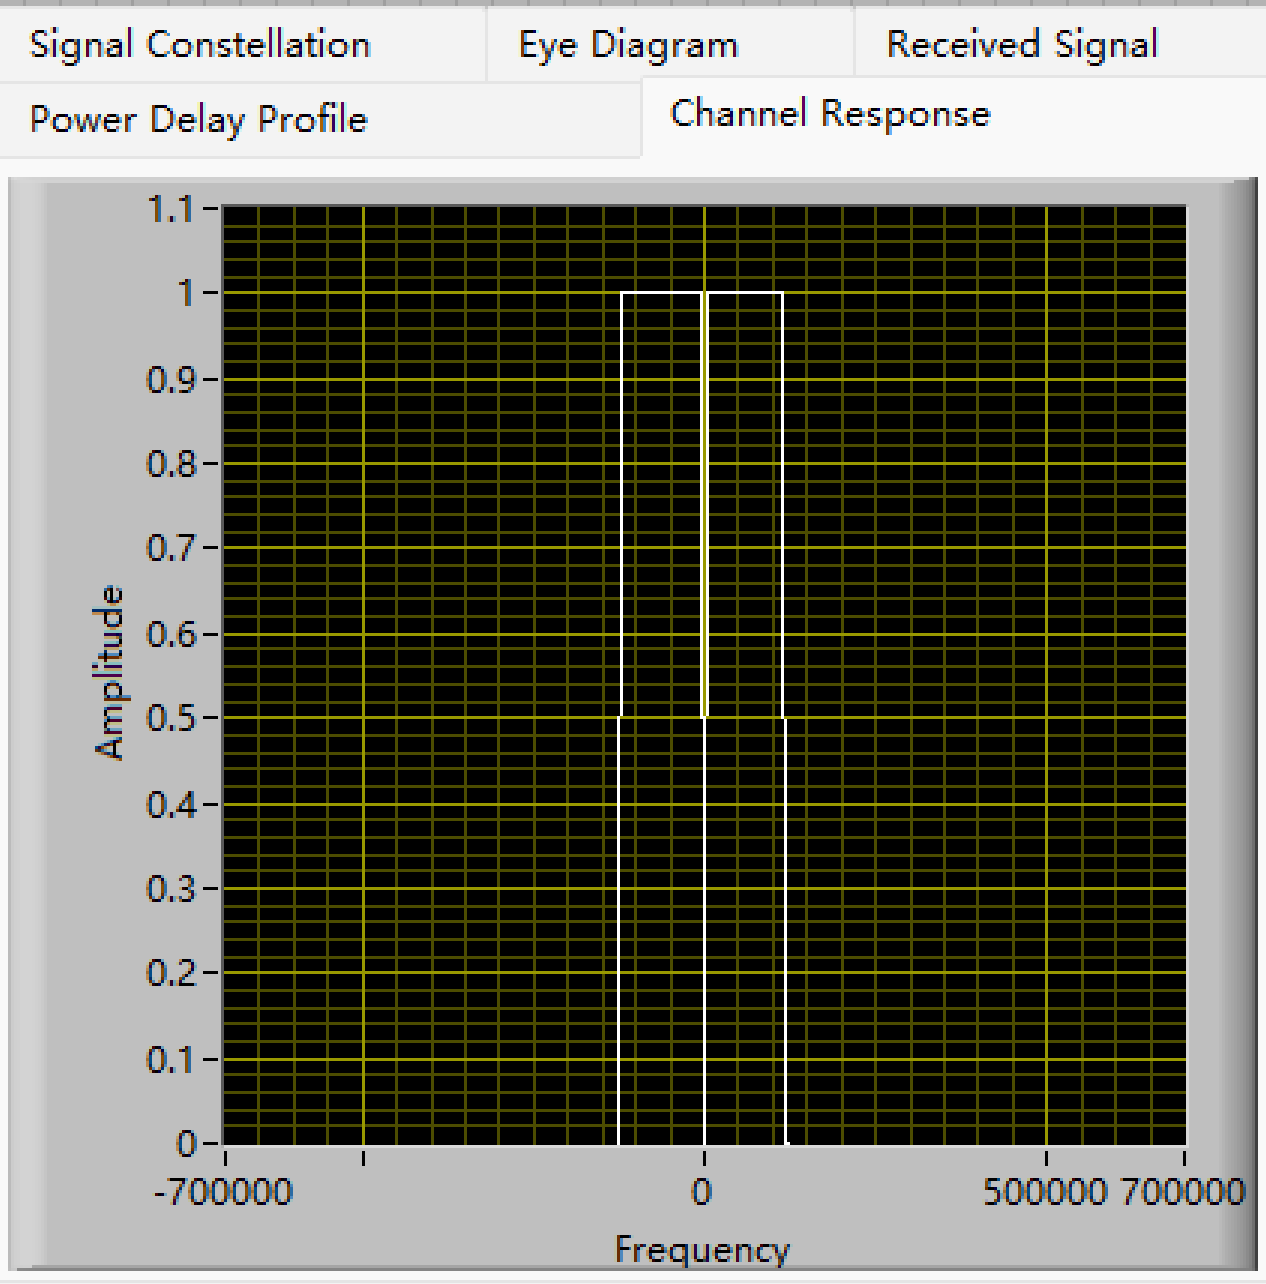 Signal Constellation Eye Diagram Received Signal
Power Delay Profile Channel Response
1.1
1
0.9
0.8
0.7
0.6
0.5
0.4
0.3
0.2
0.1
0
Amplitude
-700000 0 500000 700000
Frequency